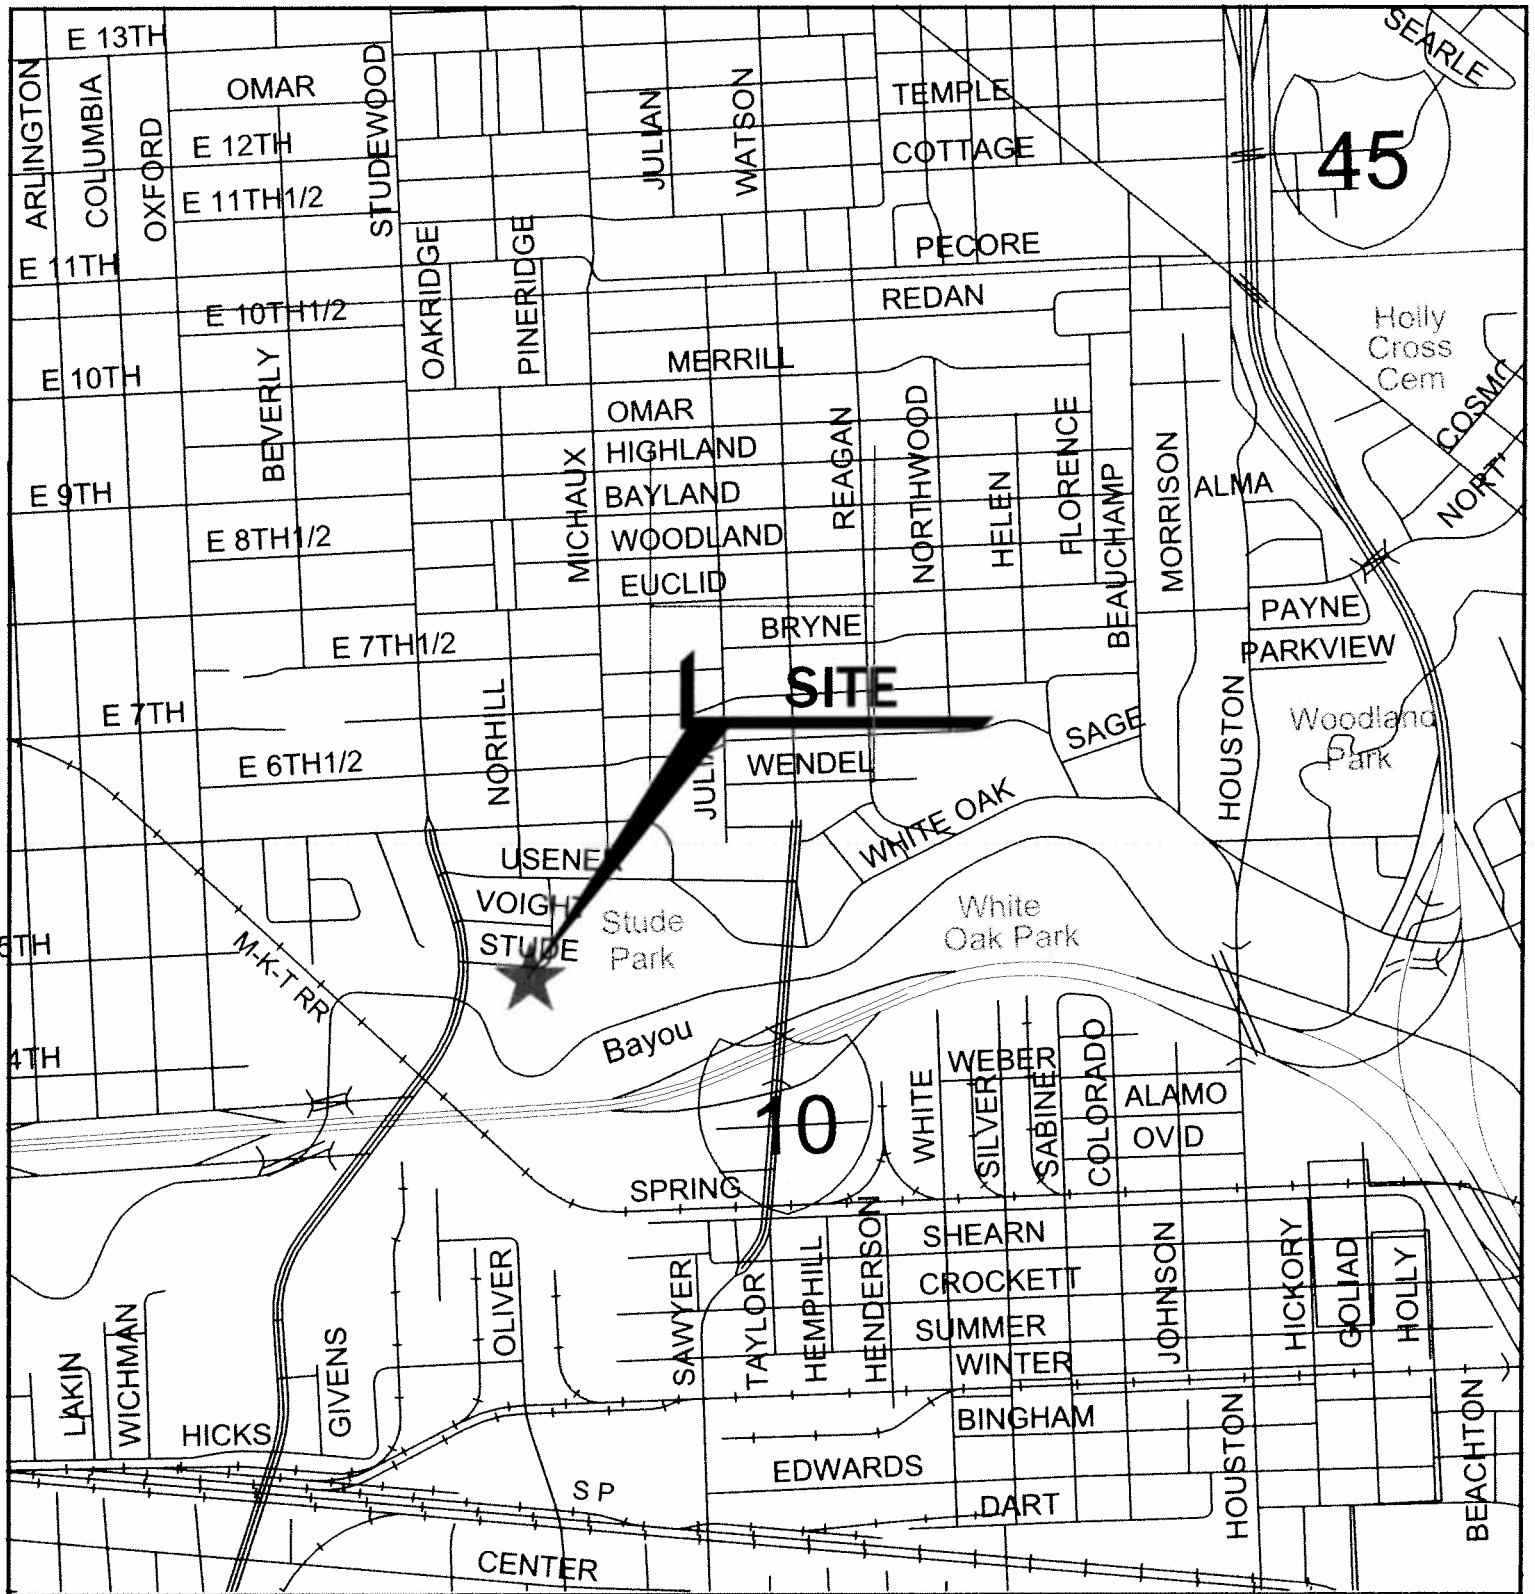 E 13TH
SEARLE
ARLINGTON
COLUMBIA
OXFORD
OMAR
STUDEWOOD
JULIAN
WATSON
TEMPLE
45
E 12TH
COTTAGE
E 11TH1/2
E 11TH
OAKRIDGE
PINERIDGE
PECORE
REDAN
E 10TH1/2
Holly
Cross
Cem
MERRILL
E 10TH
BEVERLY
OMAR
HIGHLAND
BAYLAND
WOODLAND
EUCLID
MICHAUX
REAGAN
NORTHWOOD
HELEN
FLORENCE
BEAUCHAMP
MORRISON
ALMA
COSMO
NORT
E 9TH
E 8TH1/2
PAYNE
PARKVIEW
BRYNE
E 7TH1/2
SITE
E 7TH
NORHILL
SAGE
HOUSTON
Woodland
Park
E 6TH1/2
WENDEL
WHITE OAK
USENER
VOIGHT
STUDE
Stude
Park
White
Oak Park
5TH
M-K-T RR
Bayou
4TH
10
WHITE
WEBER
SILVER
SABINE
COLORADO
ALAMO
OVID
SPRING
SHEARN
CROCKETT
SUMMER
WINTER
BINGHAM
OLIVER
SAWYER
TAYLOR
HEMPHILL
HENDERSON
JOHNSON
HICKORY
GOLIAD
HOLLY
LAKIN
WICHMAN
GIVENS
HICKS
EDWARDS
HOUSTON
BEACHTON
S P
DART
CENTER